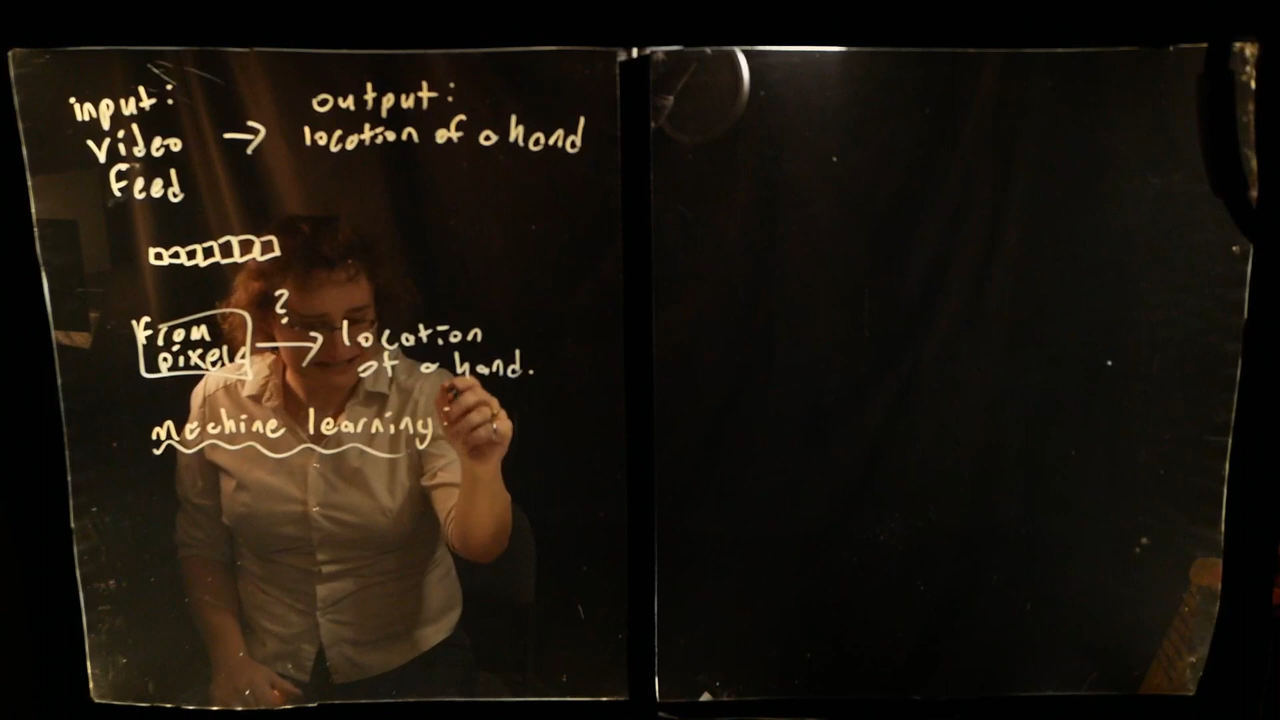 input:
video
feed
→
output:
location of a hand
?
from
pixels
→
location
of a hand.
machine learning